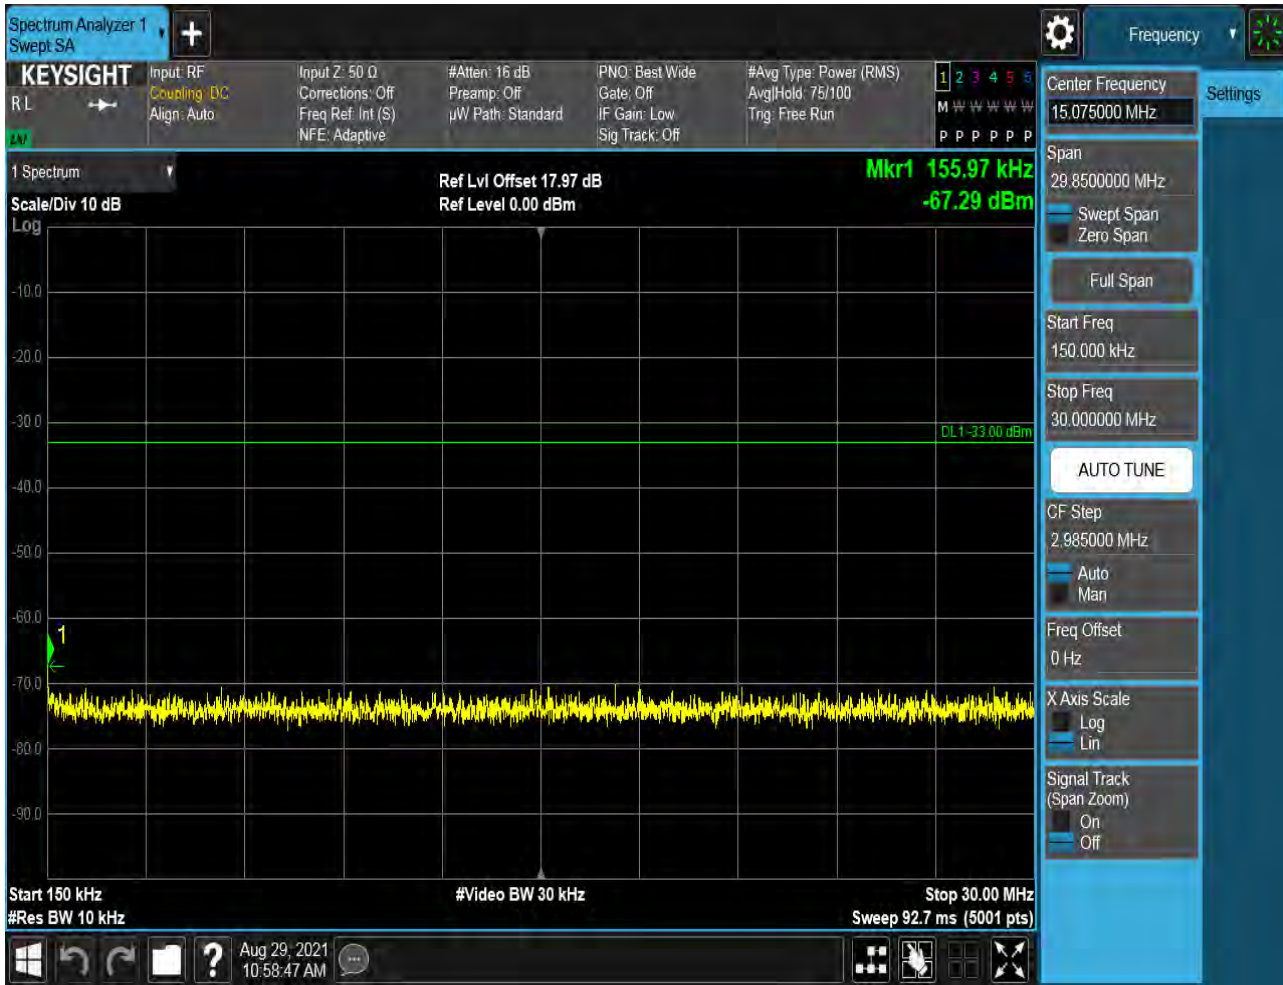 Spectrum Analyzer 1
Swept SA
Frequency
KEYSIGHT
R L
Input: RF
Coupling: DC
Align: Auto
Input Z: 50 Ω
Corrections: Off
Freq Ref: Int (S)
NFE: Adaptive
#Atten: 16 dB
Preamp: Off
µW Path: Standard
PNO: Best Wide
Gate: Off
IF Gain: Low
Sig Track: Off
#Avg Type: Power (RMS)
Avg|Hold: 75/100
Trig: Free Run
1 2 3 4 5 6
M W W W W W
P P P P P P
1 Spectrum
Scale/Div 10 dB
Log
Ref Lvl Offset 17.97 dB
Ref Level 0.00 dBm
Mkr1 155.97 kHz
-67.29 dBm
-10.0
-20.0
-30.0
DL1 -33.00 dBm
-40.0
-50.0
-60.0
1
-70.0
-80.0
-90.0
Start 150 kHz
#Res BW 10 kHz
#Video BW 30 kHz
Stop 30.00 MHz
Sweep 92.7 ms (5001 pts)
?
Aug 29, 2021
10:58:47 AM
Center Frequency
15.075000 MHz
Settings
Span
29.8500000 MHz
Swept Span
Zero Span
Full Span
Start Freq
150.000 kHz
Stop Freq
30.000000 MHz
AUTO TUNE
CF Step
2.985000 MHz
Auto
Man
Freq Offset
0 Hz
X Axis Scale
Log
Lin
Signal Track
(Span Zoom)
On
Off